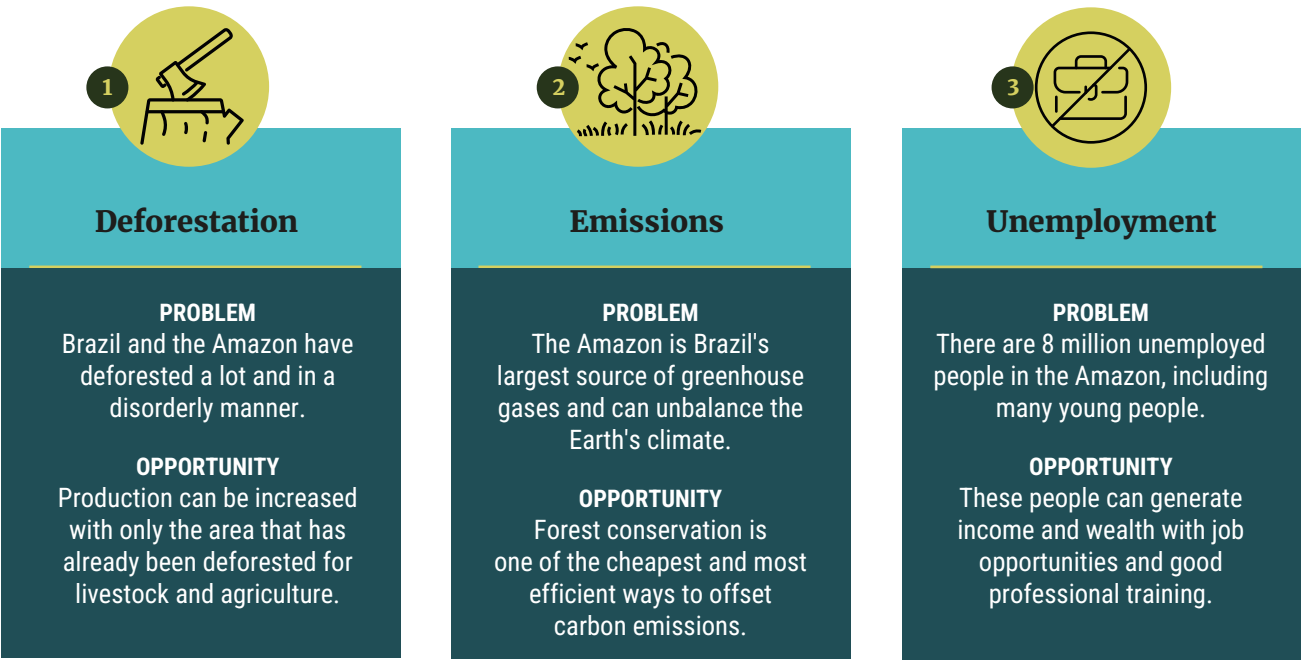 1
Deforestation
PROBLEM
Brazil and the Amazon have
deforested a lot and in a
disorderly manner.
OPPORTUNITY
Production can be increased
with only the area that has
already been deforested for
livestock and agriculture.
2
Emissions
PROBLEM
The Amazon is Brazil's
largest source of greenhouse
gases and can unbalance the
Earth's climate.
OPPORTUNITY
Forest conservation is
one of the cheapest and most
efficient ways to offset
carbon emissions.
3
Unemployment
PROBLEM
There are 8 million unemployed
people in the Amazon, including
many young people.
OPPORTUNITY
These people can generate
income and wealth with job
opportunities and good
professional training.